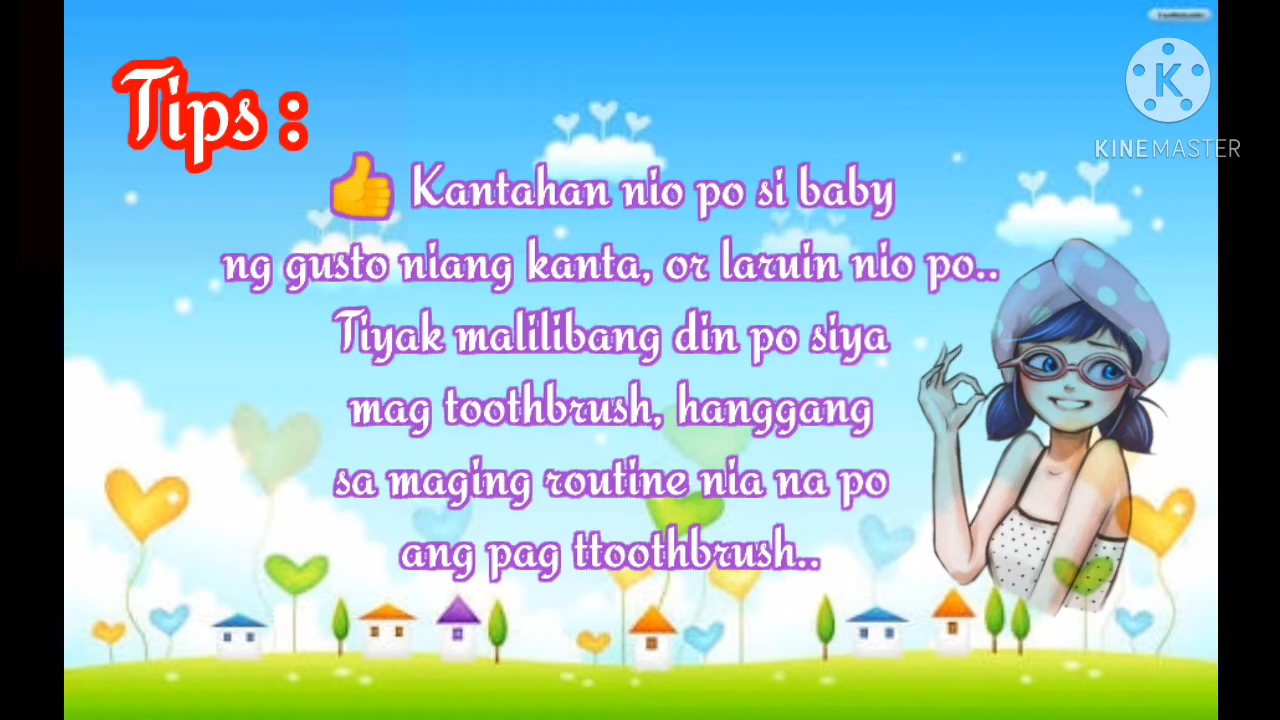 Tips :
K
KINEMASTER
👍 Kantahan nio po si baby
ng gusto niang kanta, or laruin nio po..
Tiyak malilibang din po siya
mag toothbrush, hanggang
sa maging routine nia na po
ang pag ttoothbrush..